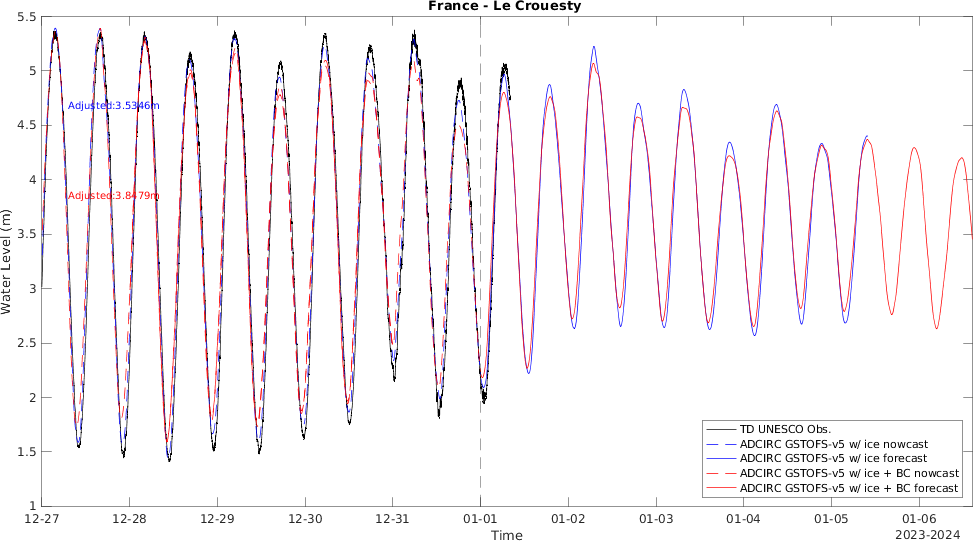 France - Le Crouesty
5.5
5
4.5
4
3.5
3
2.5
2
1.5
1
Water Level (m)
Adjusted:3.5346m
Adjusted:3.8479m
TD UNESCO Obs.
ADCIRC GSTOFS-v5 w/ ice nowcast
ADCIRC GSTOFS-v5 w/ ice forecast
ADCIRC GSTOFS-v5 w/ ice + BC nowcast
ADCIRC GSTOFS-v5 w/ ice + BC forecast
12-27 12-28 12-29 12-30 12-31 01-01 01-02 01-03 01-04 01-05 01-06
Time
2023-2024